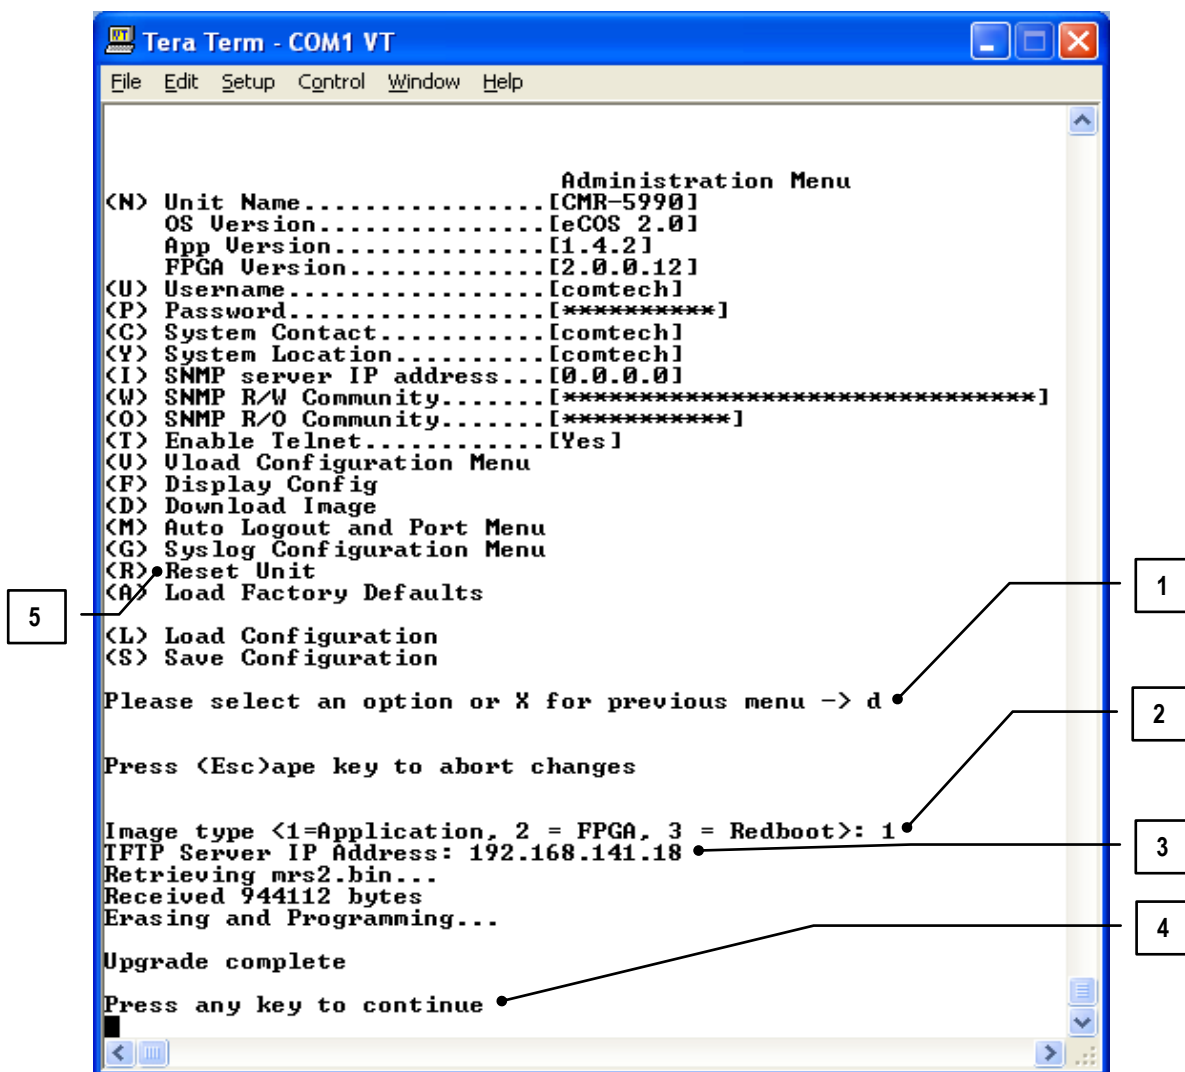 Tera Term - COM1 VT
File Edit Setup Control Window Help
Administration Menu
(N) Unit Name................[CMR-5990]
OS Version...............[eCOS 2.0]
App Version..............[1.4.2]
FPGA Version.............[2.0.0.12]
(U) Username.................[comtech]
(P) Password.................[**********]
(C) System Contact...........[comtech]
(Y) System Location..........[comtech]
(I) SNMP server IP address...[0.0.0.0]
(W) SNMP R/W Community.......[*******************************]
(O) SNMP R/O Community.......[***********]
(T) Enable Telnet............[Yes]
(V) Vload Configuration Menu
(F) Display Config
(D) Download Image
(M) Auto Logout and Port Menu
(G) Syslog Configuration Menu
(R) Reset Unit
(A) Load Factory Defaults
(L) Load Configuration
(S) Save Configuration
Please select an option or X for previous menu -> d
Press (Esc)ape key to abort changes
Image type (1=Application, 2 = FPGA, 3 = Redboot): 1
TFTP Server IP Address: 192.168.141.18
Retrieving mrs2.bin...
Received 944112 bytes
Erasing and Programming...
Upgrade complete
Press any key to continue
1
2
3
4
5